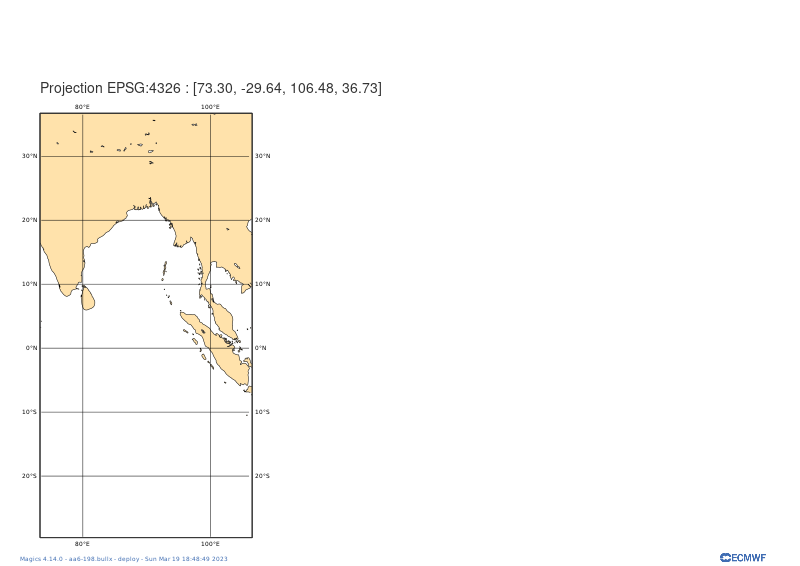 Projection EPSG:4326 : [73.30, -29.64, 106.48, 36.73]
80°E 100°E
30°N 30°N
20°N 20°N
10°N 10°N
0°N 0°N
10°S 10°S
20°S 20°S
80°E 100°E
Magics 4.14.0 - aa6-198.bullx - deploy - Sun Mar 19 18:48:49 2023
ECMWF